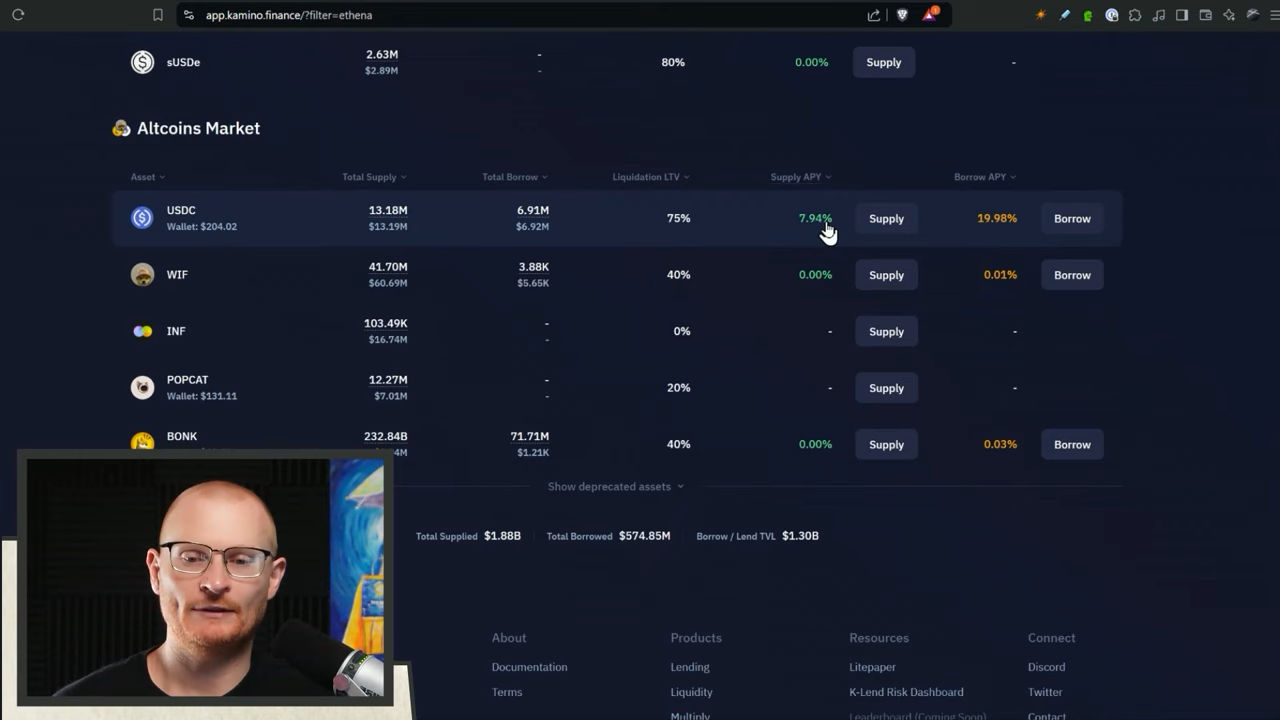 app.kamino.finance/?filter=ethena
sUSDe 2.63M - 80% 0.00% Supply -
$2.89M -
Altcoins Market
Asset Total Supply Total Borrow Liquidation LTV Supply APY Borrow APY
USDC 13.18M 6.91M 75% 7.94% Supply 19.98% Borrow
Wallet: $204.02 $13.19M $6.92M
WIF 41.70M 3.88K 40% 0.00% Supply 0.01% Borrow
$60.69M $5.65K
INF 103.49K - 0% - Supply -
$16.74M -
POPCAT 12.27M - 20% - Supply -
Wallet: $131.11 $7.01M -
BONK 232.84B 71.71M 40% 0.00% Supply 0.03% Borrow
$1.21K
Show deprecated assets
Total Supplied $1.88B Total Borrowed $574.85M Borrow / Lend TVL $1.30B
About Products Resources Connect
Documentation Lending Litepaper Discord
Terms Liquidity K-Lend Risk Dashboard Twitter
Multiply Leaderboard (Coming Soon) Contact